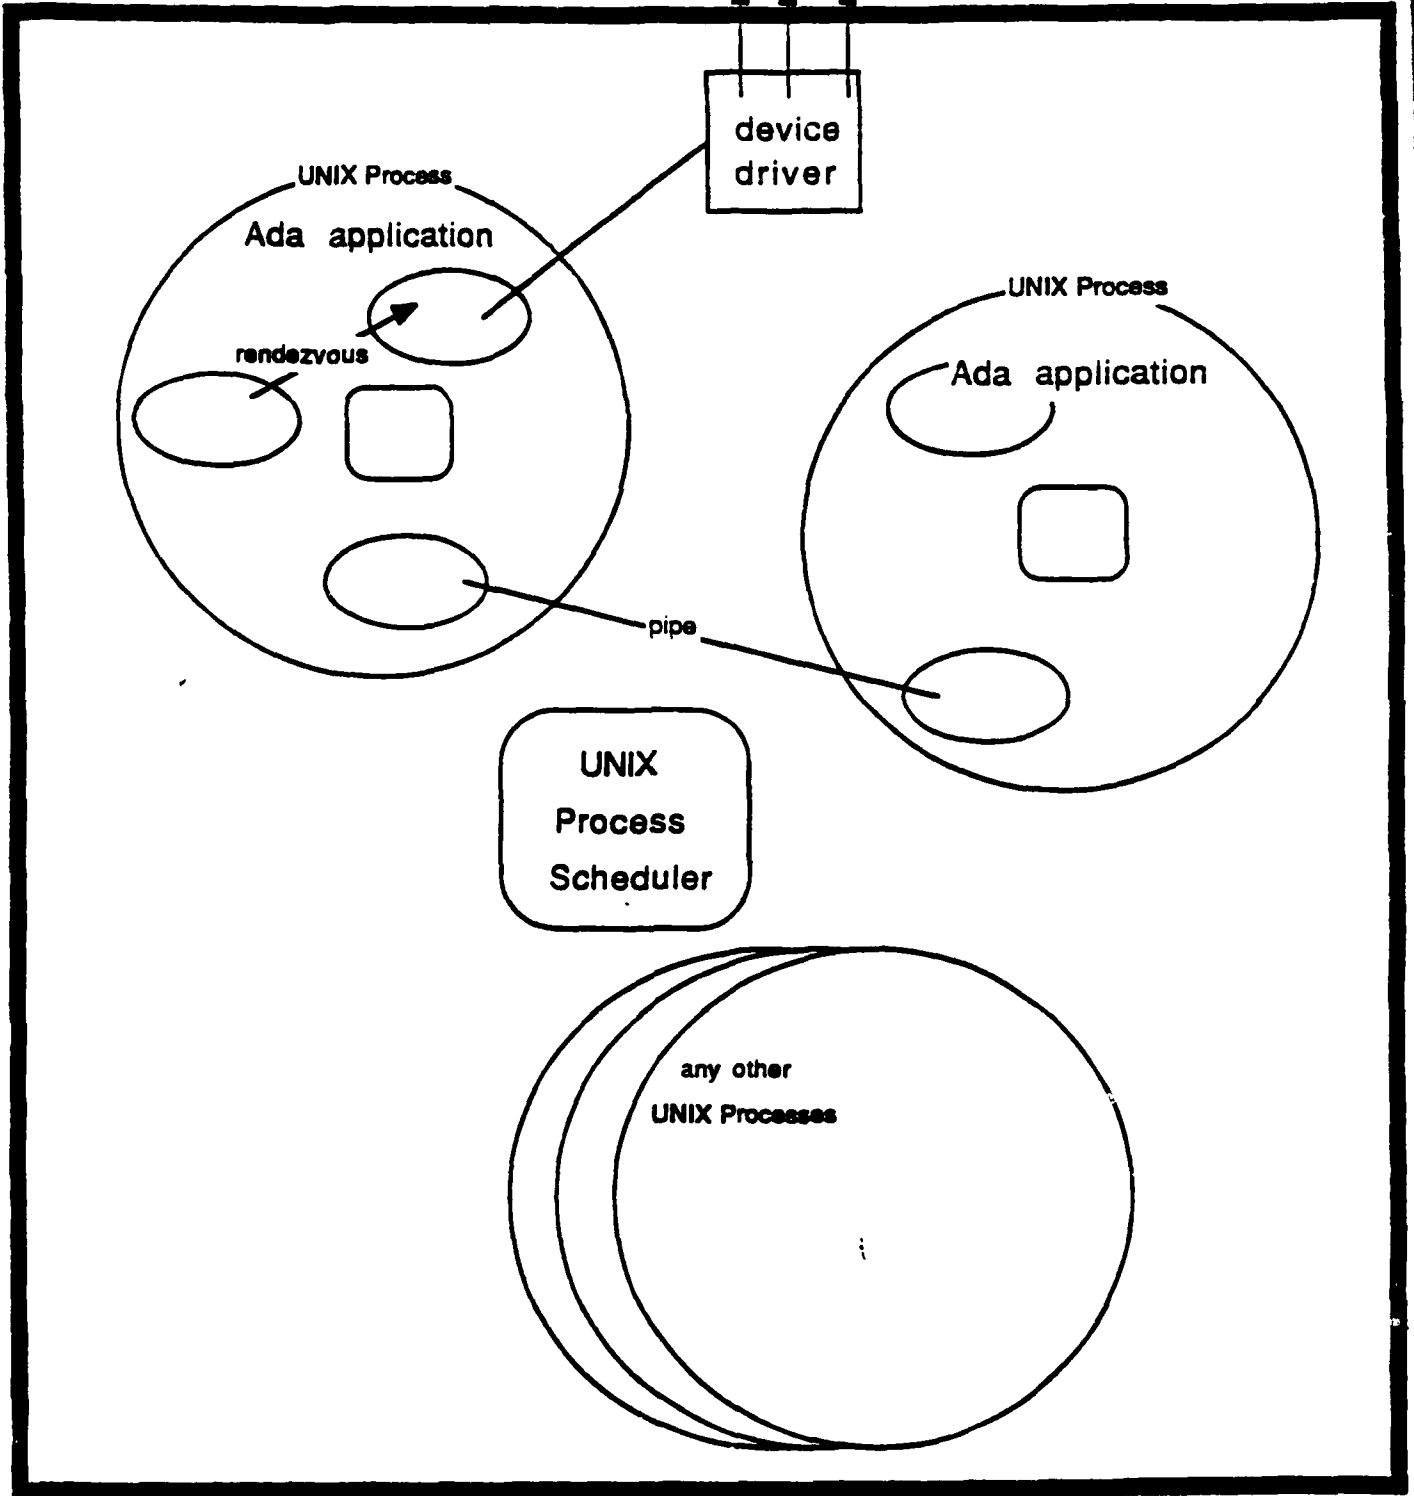 device
driver
UNIX Process
Ada application
rendezvous
UNIX Process
Ada application
pipe
UNIX
Process
Scheduler
any other
UNIX Processes